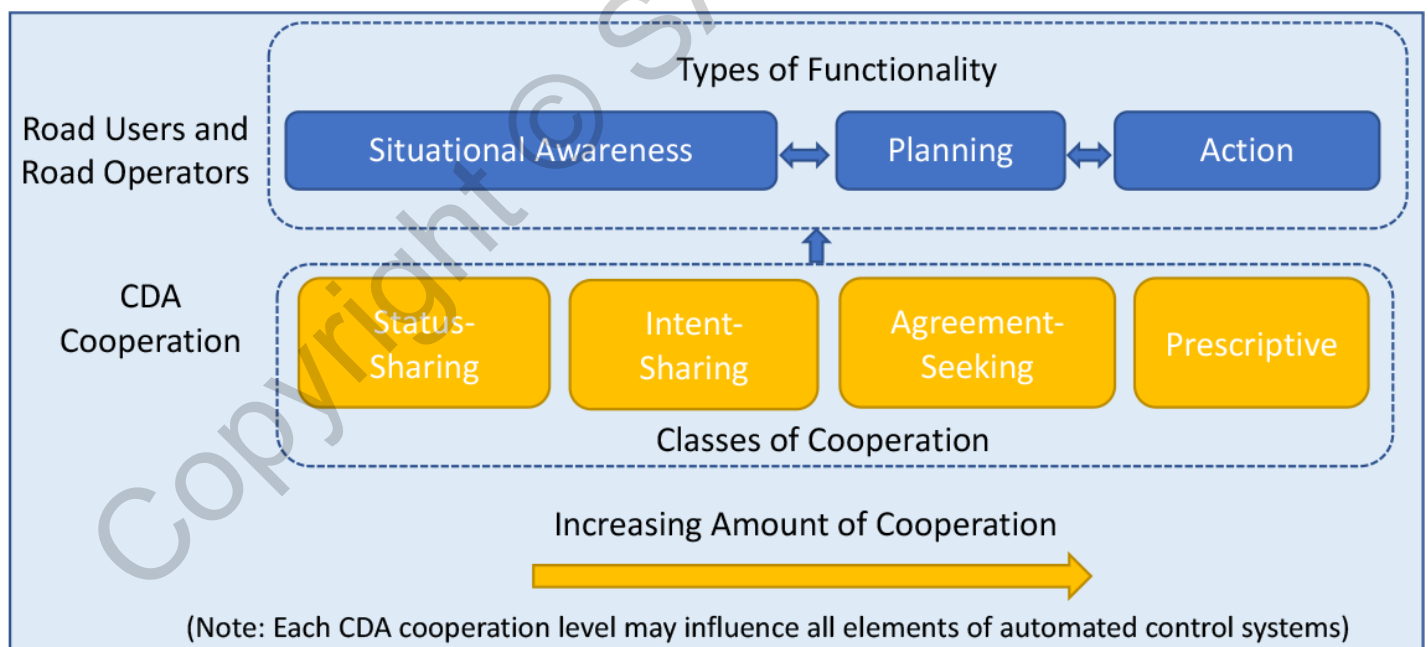 Types of Functionality
Road Users and
Road Operators
Situational Awareness
Planning
Action
CDA
Cooperation
Status-
Sharing
Intent-
Sharing
Agreement-
Seeking
Prescriptive
Classes of Cooperation
Increasing Amount of Cooperation
(Note: Each CDA cooperation level may influence all elements of automated control systems)
Copyright © SA